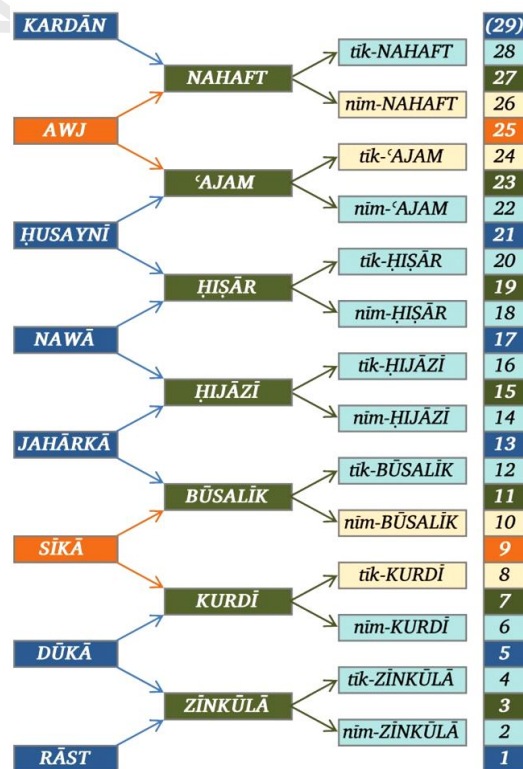 KARDĀN (29)
tīk-NAHAFT 28
NAHAFT 27
nīm-NAHAFT 26
AWJ 25
tīk-ʿAJAM 24
ʿAJAM 23
nīm-ʿAJAM 22
ḤUSAYNĪ 21
tīk-ḤIṢĀR 20
ḤIṢĀR 19
nīm-ḤIṢĀR 18
NAWĀ 17
tīk-ḤIJĀZĪ 16
ḤIJĀZĪ 15
nīm-ḤIJĀZĪ 14
JAHĀRKĀ 13
tīk-BŪSALĪK 12
BŪSALĪK 11
nīm-BŪSALĪK 10
SĪKĀ 9
tīk-KURDĪ 8
KURDĪ 7
nīm-KURDĪ 6
DŪKĀ 5
tīk-ZĪNKŪLĀ 4
ZĪNKŪLĀ 3
nīm-ZĪNKŪLĀ 2
RĀST 1